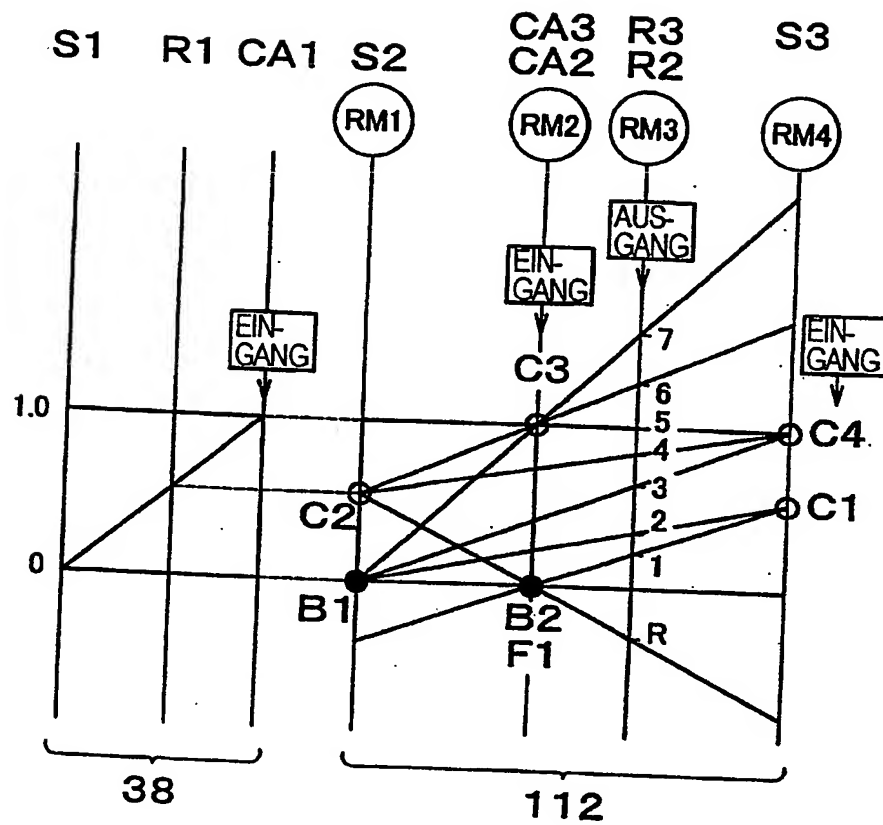 S1 R1 CA1 S2 CA3 R3 S3
CA2 R2
RM1 RM2 RM3 RM4
AUS-
GANG
EIN-
GANG
EIN-
GANG
EIN-
GANG
7
C3
6
1.0
5
C4
4
3
C2
2
C1
0
1
B1
B2
R
F1
38
112